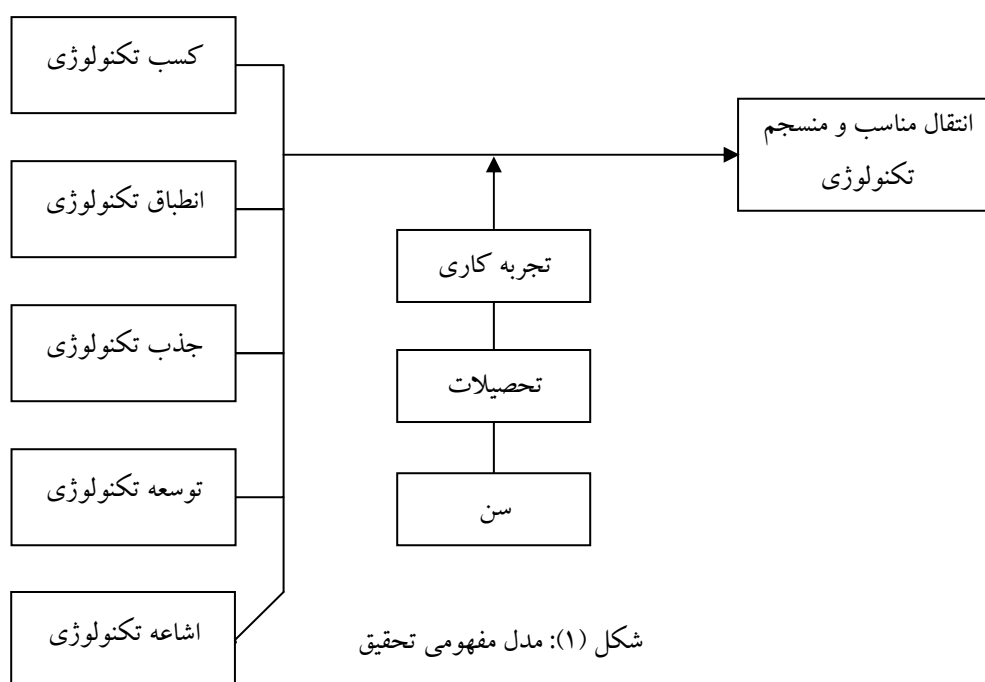 کسب تکنولوژی
انطباق تکنولوژی
جذب تکنولوژی
توسعه تکنولوژی
اشاعه تکنولوژی
تجربه کاری
تحصیلات
سن
انتقال مناسب و منسجم
تکنولوژی
شکل (۱): مدل مفهومی تحقیق